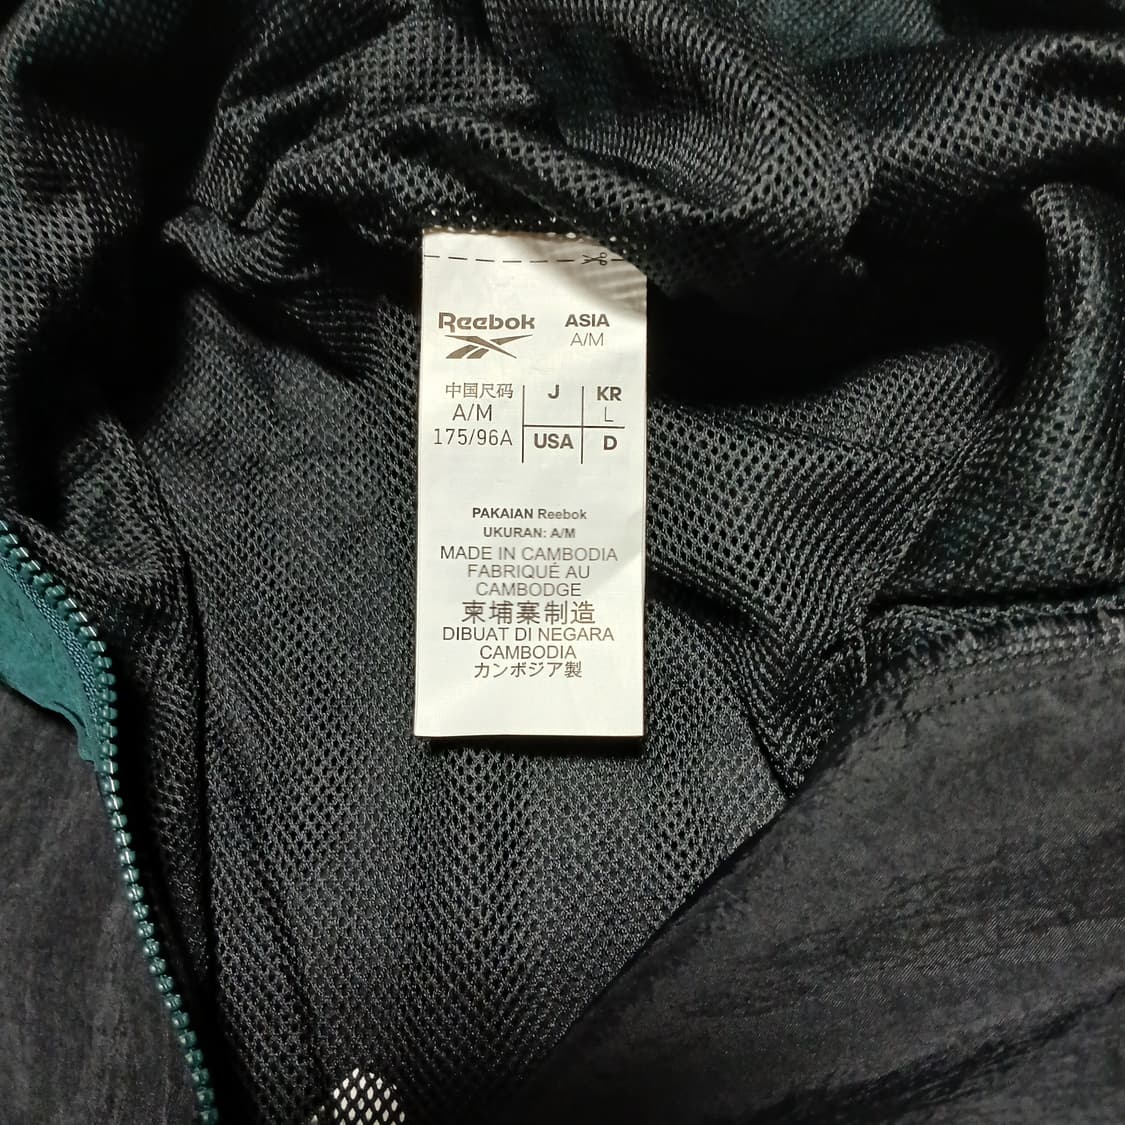 Reebok
ASIA
A/M
中国尺码
A/M
175/96A
J
KR
L
USA
D
PAKAIAN Reebok
UKURAN: A/M
MADE IN CAMBODIA
FABRIQUÉ AU
CAMBODGE
柬埔寨制造
DIBUAT DI NEGARA
CAMBODIA
カンボジア製